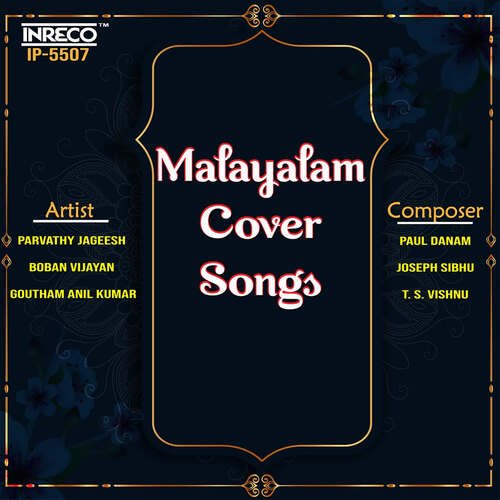 INRECO™
IP-5507
Malayalam
Cover
Songs
Artist
PARVATHY JAGEESH
BOBAN VIJAYAN
GOUTHAM ANIL KUMAR
Composer
PAUL DANAM
JOSEPH SIBHU
T. S. VISHNU